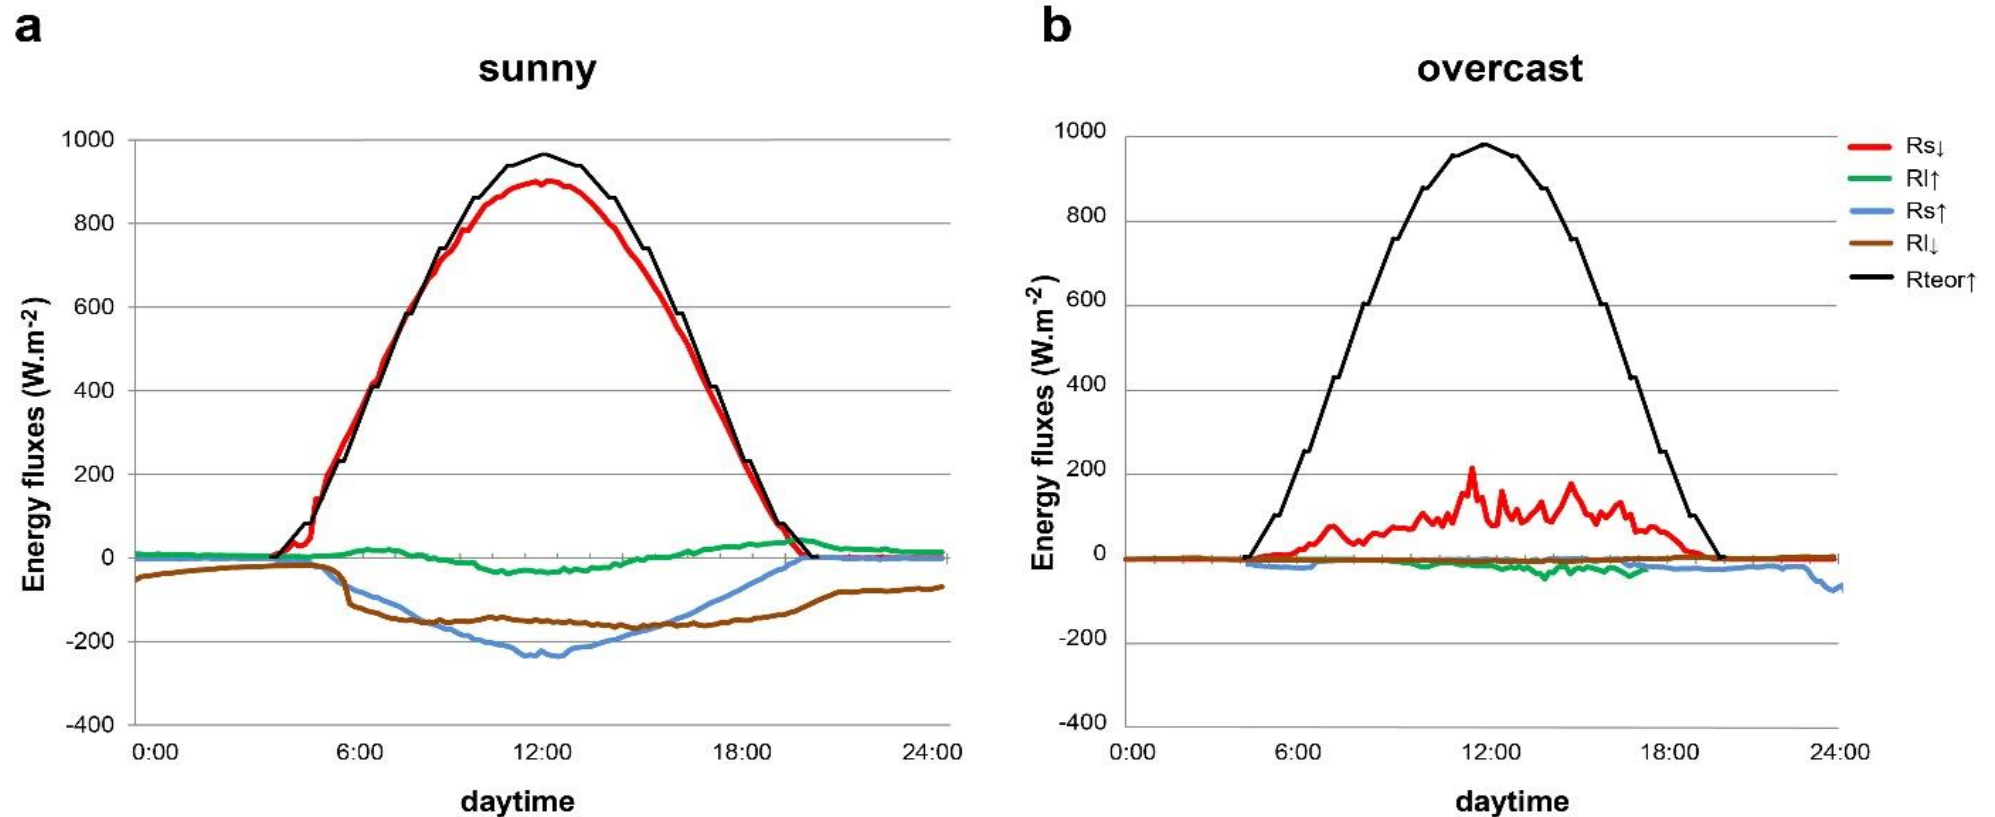 a
sunny
Energy fluxes (W.m-2)
1000
800
600
400
200
0
-200
-400
0:00 6:00 12:00 18:00 24:00
daytime
b
overcast
Energy fluxes (W.m-2)
1000
800
600
400
200
0
-200
-400
0:00 6:00 12:00 18:00 24:00
daytime
Rs↓
Rl↑
Rs↑
Rl↓
Rteor↑